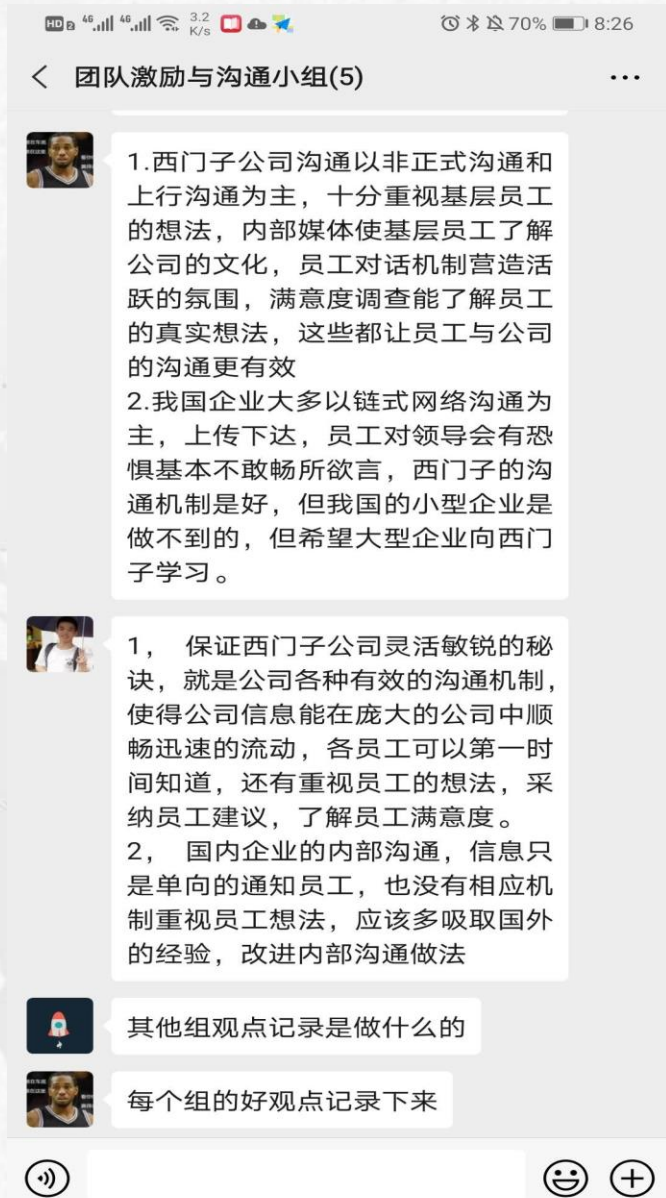 HD 2 4G 4G 3.2 K/s 70% 8:26
团队激励与沟通小组(5)
1.西门子公司沟通以非正式沟通和
上行沟通为主，十分重视基层员工
的想法，内部媒体使基层员工了解
公司的文化，员工对话机制营造活
跃的氛围，满意度调查能了解员工
的真实想法，这些都让员工与公司
的沟通更有效
2.我国企业大多以链式网络沟通为
主，上传下达，员工对领导会有恐
惧基本不敢畅所欲言，西门子的沟
通机制是好，但我国的小型企业是
做不到的，但希望大型企业向西门
子学习。
1， 保证西门子公司灵活敏锐的秘
诀，就是公司各种有效的沟通机制，
使得公司信息能在庞大的公司中顺
畅迅速的流动，各员工可以第一时
间知道，还有重视员工的想法，采
纳员工建议，了解员工满意度。
2， 国内企业的内部沟通，信息只
是单向的通知员工，也没有相应机
制重视员工想法，应该多吸取国外
的经验，改进内部沟通做法
其他组观点记录是做什么的
每个组的好观点记录下来